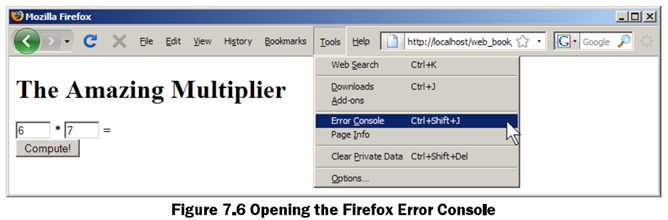 Mozilla Firefox
File Edit View History Bookmarks Tools Help http://localhost/web_book, G Google
Web Search Ctrl+K
Downloads Ctrl+J
Add-ons
Error Console Ctrl+Shift+J
Page Info
Clear Private Data Ctrl+Shift+Del
Options...
The Amazing Multiplier
6 * 7 =
Compute!
Figure 7.6 Opening the Firefox Error Console